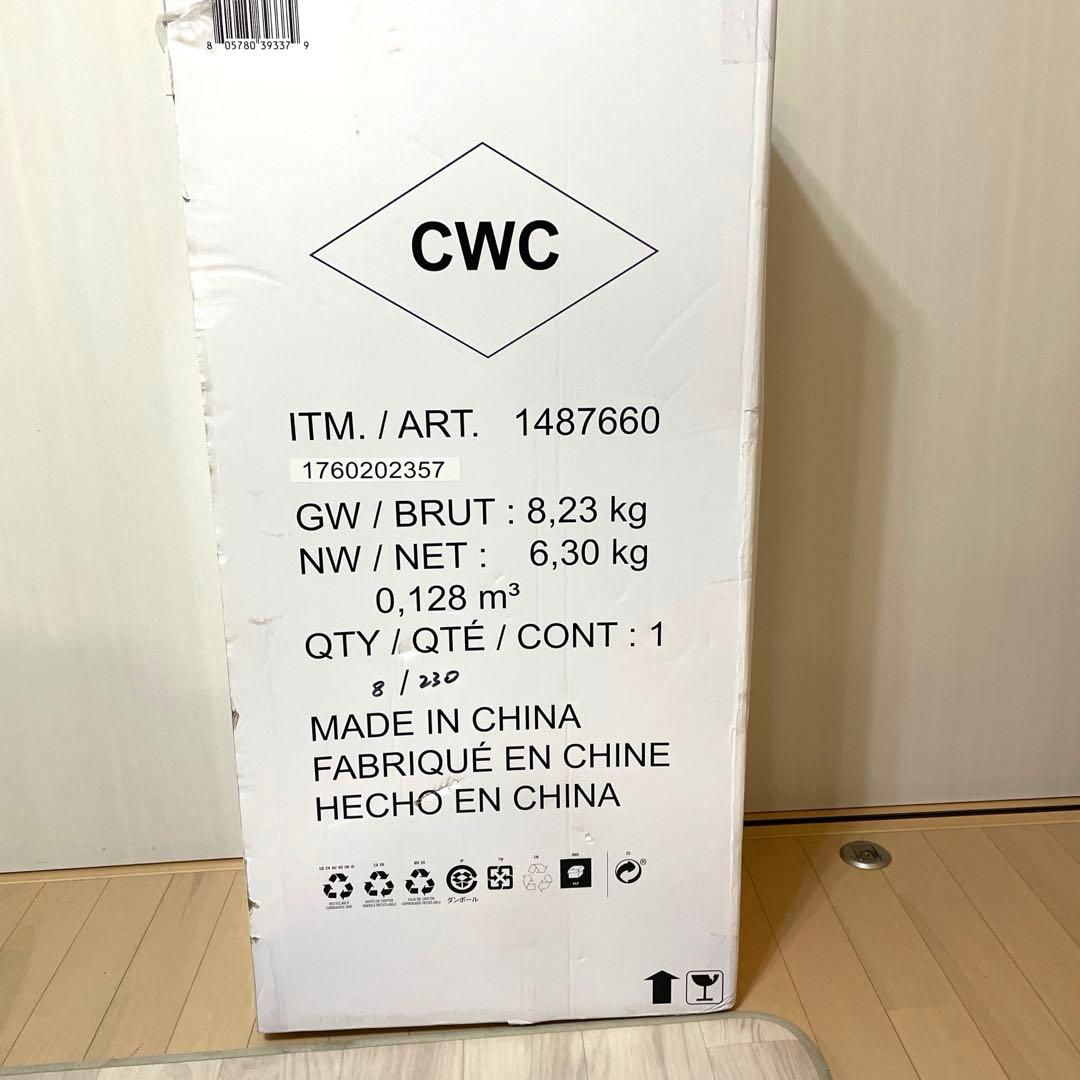 8 05780 39337 9
CWC
ITM. / ART. 1487660
1760202357
GW / BRUT : 8,23 kg
NW / NET : 6,30 kg
0,128 m³
QTY / QTÉ / CONT : 1
8 / 230
MADE IN CHINA
FABRIQUÉ EN CHINE
HECHO EN CHINA
ダンボール